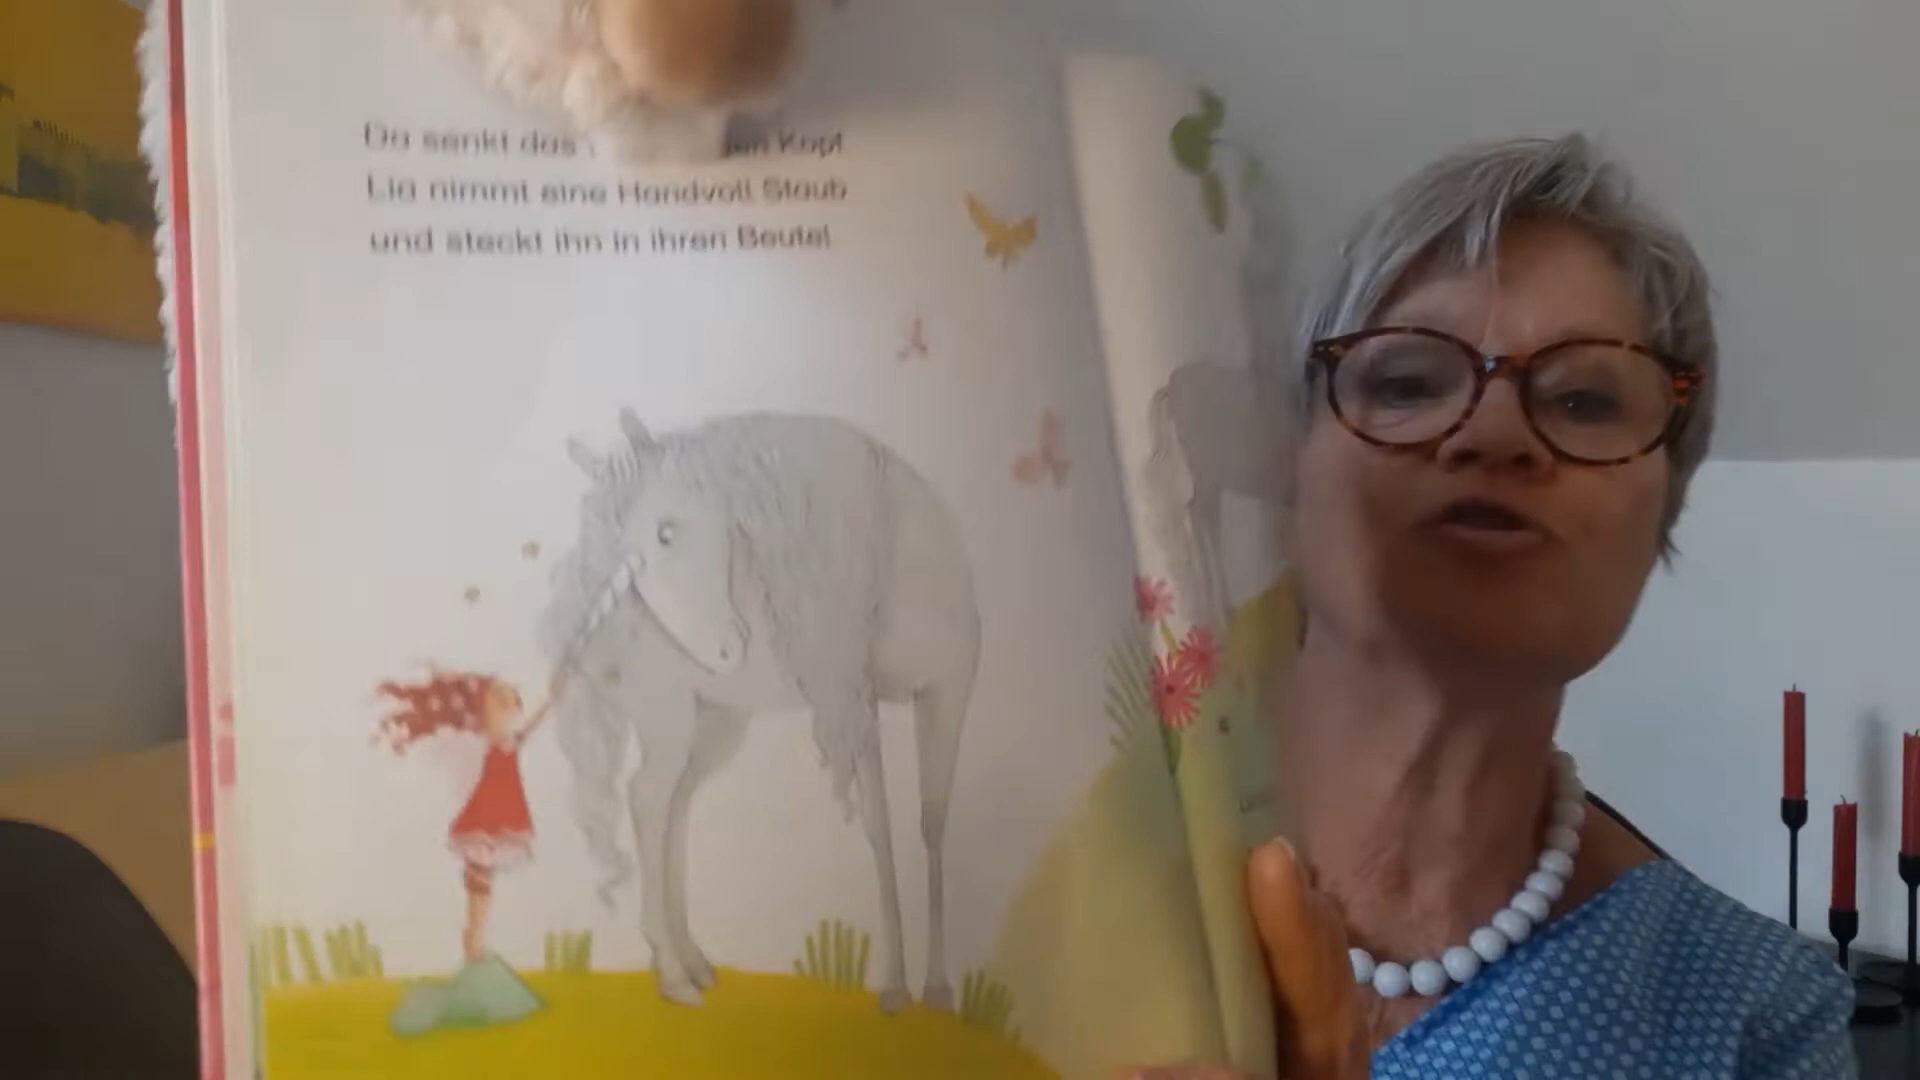 Da senkt das Kopf
Lia nimmt eine Handvoll Staub
und steckt ihn in ihren Beutel